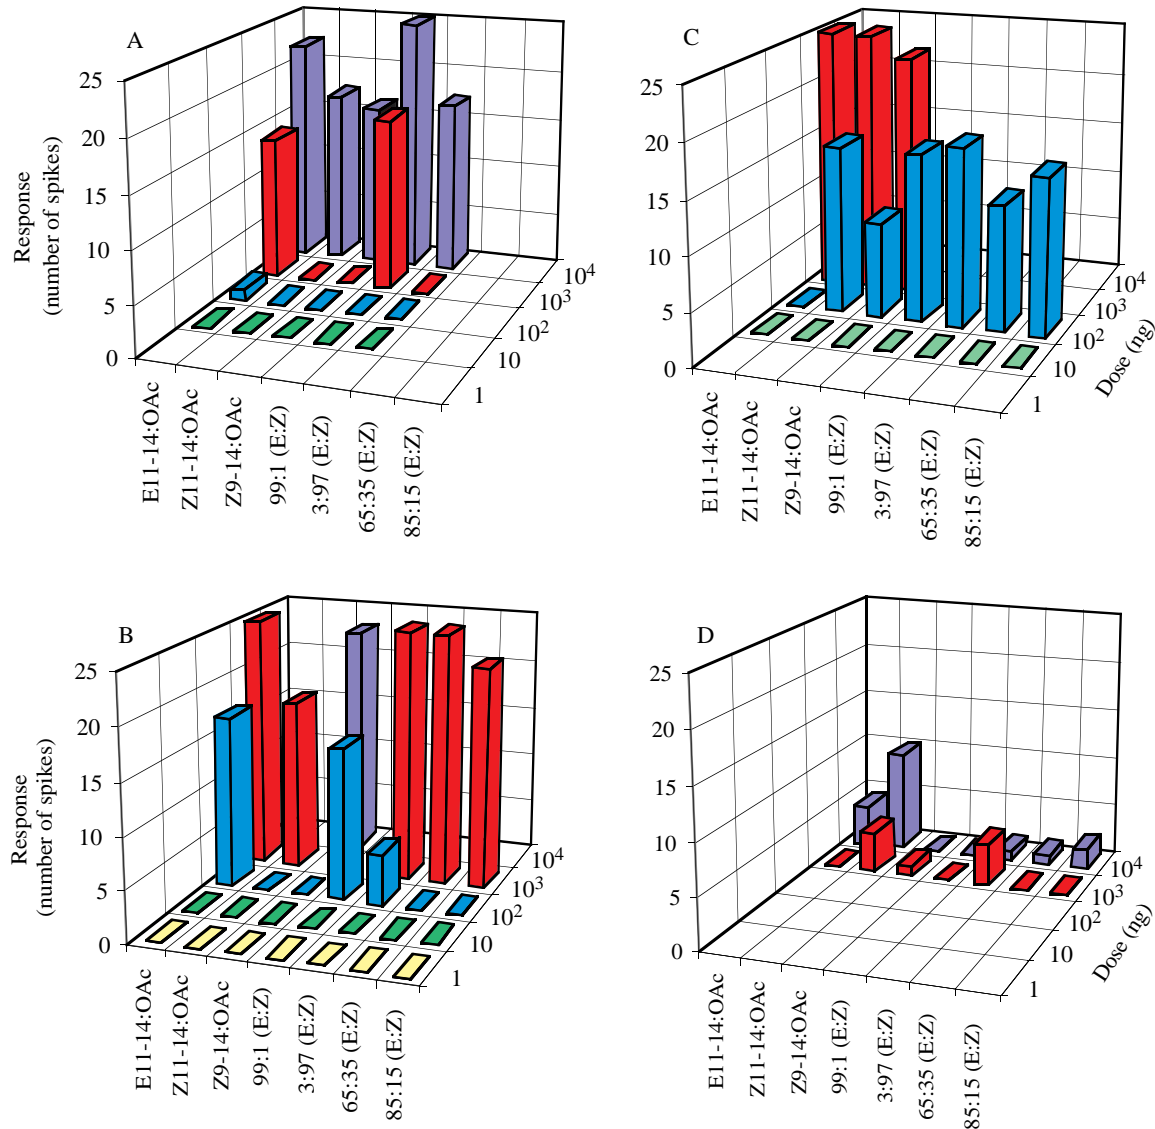 A
25
20
15
10
5
0
Response
(number of spikes)
10⁴
10³
10²
10
1
E11-14:OAc
Z11-14:OAc
Z9-14:OAc
99:1 (E:Z)
3:97 (E:Z)
65:35 (E:Z)
85:15 (E:Z)
C
25
20
15
10
5
0
10⁴
10³
10²
10
1
Dose (ng)
E11-14:OAc
Z11-14:OAc
Z9-14:OAc
99:1 (E:Z)
3:97 (E:Z)
65:35 (E:Z)
85:15 (E:Z)
B
25
20
15
10
5
0
Response
(number of spikes)
10⁴
10³
10²
10
1
E11-14:OAc
Z11-14:OAc
Z9-14:OAc
99:1 (E:Z)
3:97 (E:Z)
65:35 (E:Z)
85:15 (E:Z)
D
25
20
15
10
5
0
10⁴
10³
10²
10
1
Dose (ng)
E11-14:OAc
Z11-14:OAc
Z9-14:OAc
99:1 (E:Z)
3:97 (E:Z)
65:35 (E:Z)
85:15 (E:Z)